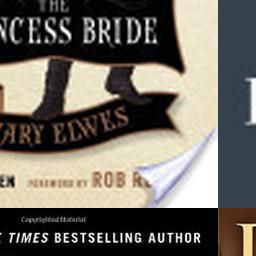 THE
NCESS BRIDE
ARY ELWES
EN FOREWORD BY ROB R
Copyrighted Material
K TIMES BESTSELLING AUTHOR